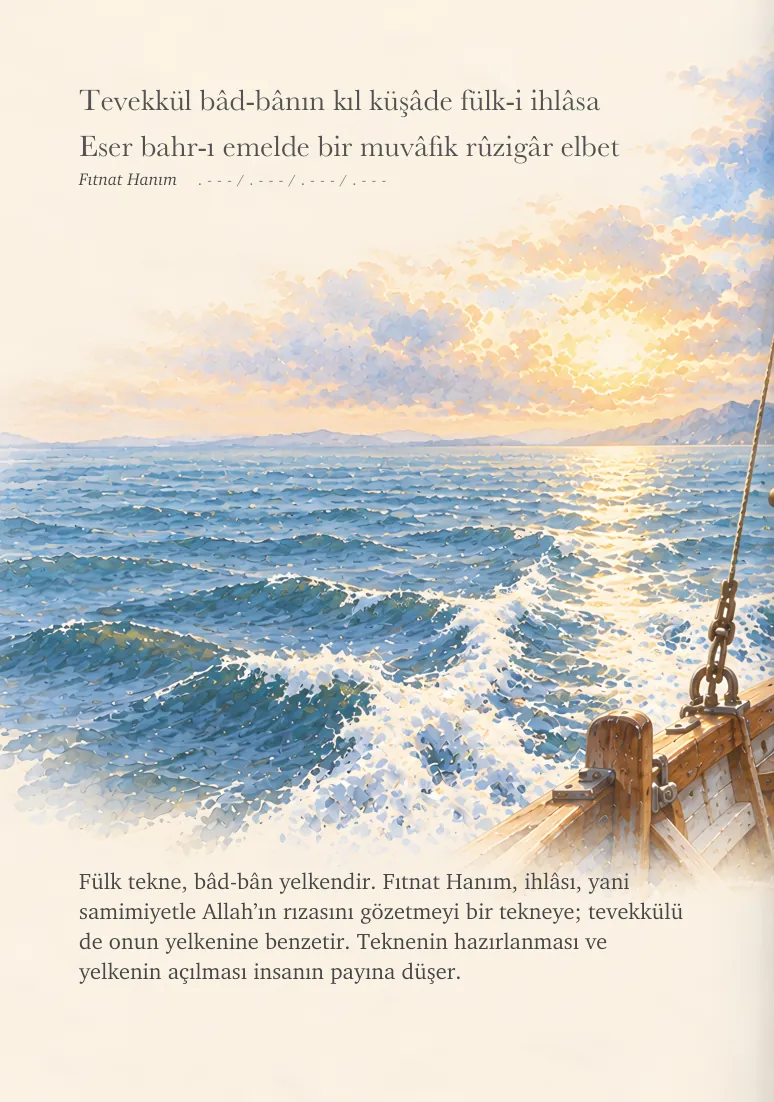 Tevekkül bâd-bânın kıl küşâde fülk-i ihlâsa
Eser bahr-ı emelde bir muvâfık rûzigâr elbet
Fıtnat Hanım . - - - / . - - - / . - - - / . - - -
Fülk tekne, bâd-bân yelkendir. Fıtnat Hanım, ihlâsı, yani
samimiyetle Allah’ın rızasını gözetmeyi bir tekneye; tevekkülü
de onun yelkenine benzetir. Teknenin hazırlanması ve
yelkenin açılması insanın payına düşer.